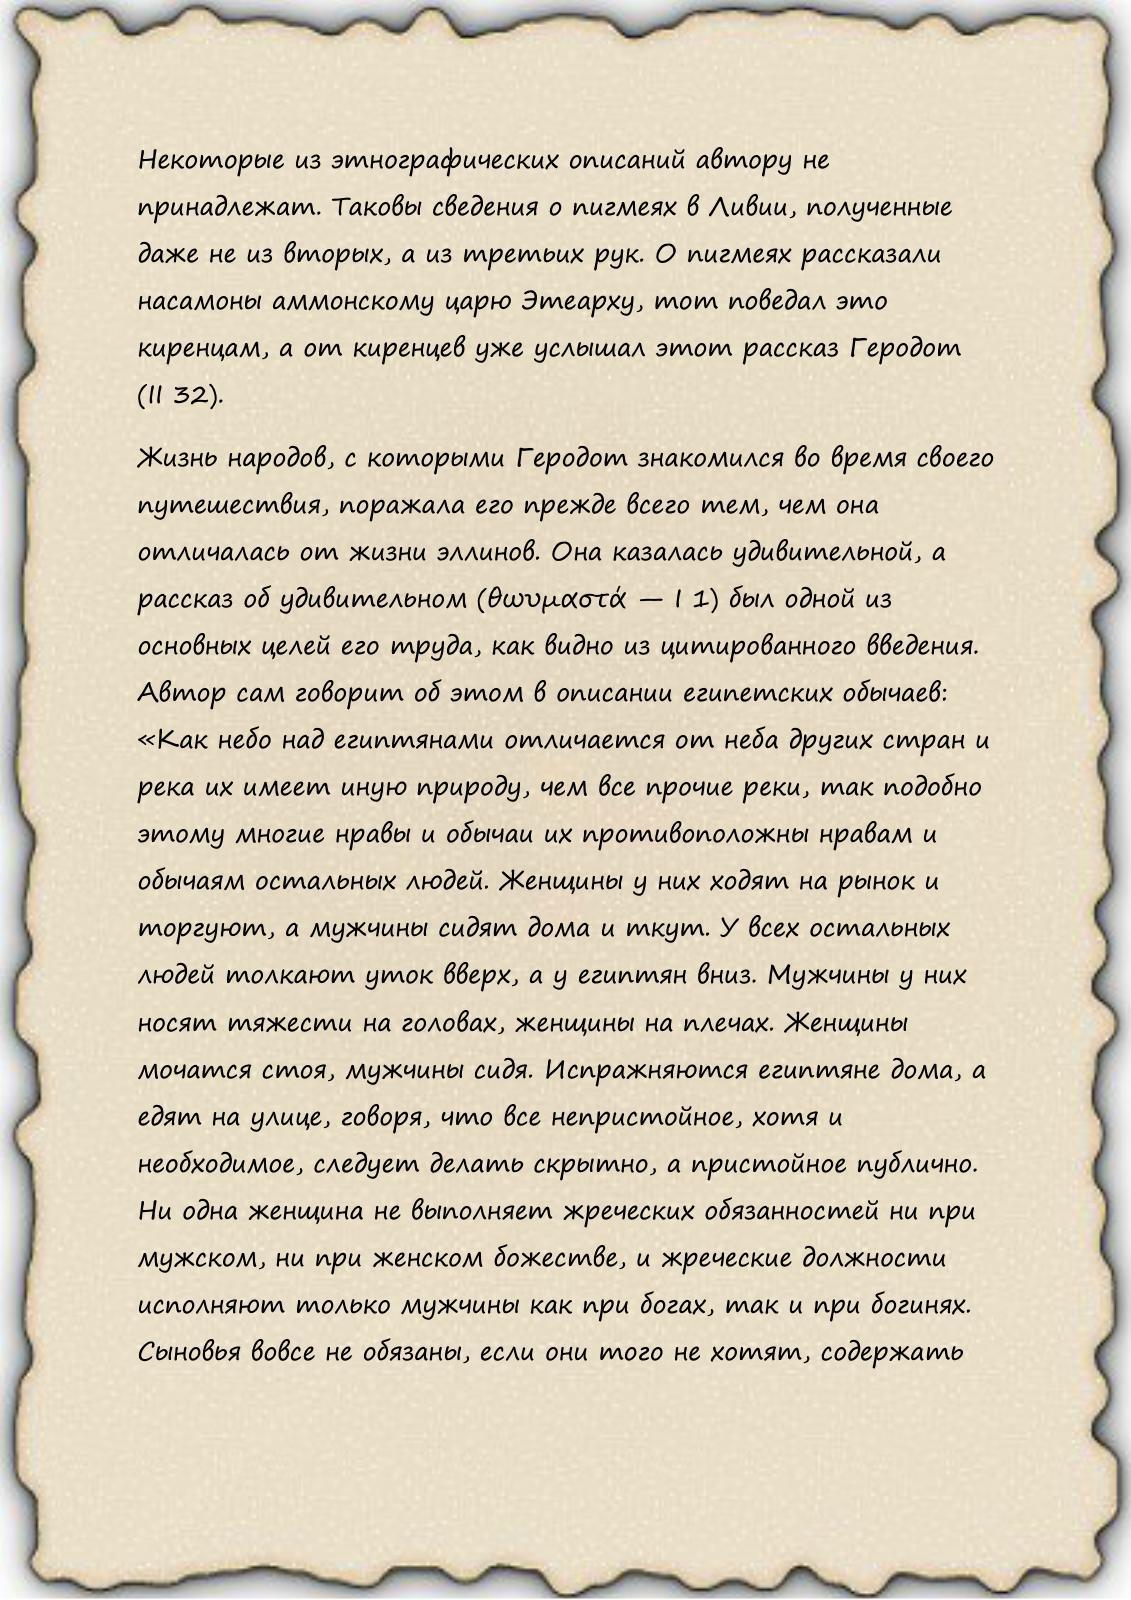 Некоторые из этнографических описаний автору не
принадлежат. Таковы сведения о пигмеях в Ливии, полученные
даже не из вторых, а из третьих рук. О пигмеях рассказали
насамоны аммонскому царю Этеарху, тот поведал это
киренцам, а от киренцев уже услышал этот рассказ Геродот
(II 32).
Жизнь народов, с которыми Геродот знакомился во время своего
путешествия, поражала его прежде всего тем, чем она
отличалась от жизни эллинов. Она казалась удивительной, а
рассказ об удивительном (θωυμαστά — I 1) был одной из
основных целей его труда, как видно из цитированного введения.
Автор сам говорит об этом в описании египетских обычаев:
«Как небо над египтянами отличается от неба других стран и
река их имеет иную природу, чем все прочие реки, так подобно
этому многие нравы и обычаи их противоположны нравам и
обычаям остальных людей. Женщины у них ходят на рынок и
торгуют, а мужчины сидят дома и ткут. У всех остальных
людей толкают уток вверх, а у египтян вниз. Мужчины у них
носят тяжести на головах, женщины на плечах. Женщины
мочатся стоя, мужчины сидя. Испражняются египтяне дома, а
едят на улице, говоря, что все непристойное, хотя и
необходимое, следует делать скрытно, а пристойное публично.
Ни одна женщина не выполняет жреческих обязанностей ни при
мужском, ни при женском божестве, и жреческие должности
исполняют только мужчины как при богах, так и при богинях.
Сыновья вовсе не обязаны, если они того не хотят, содержать